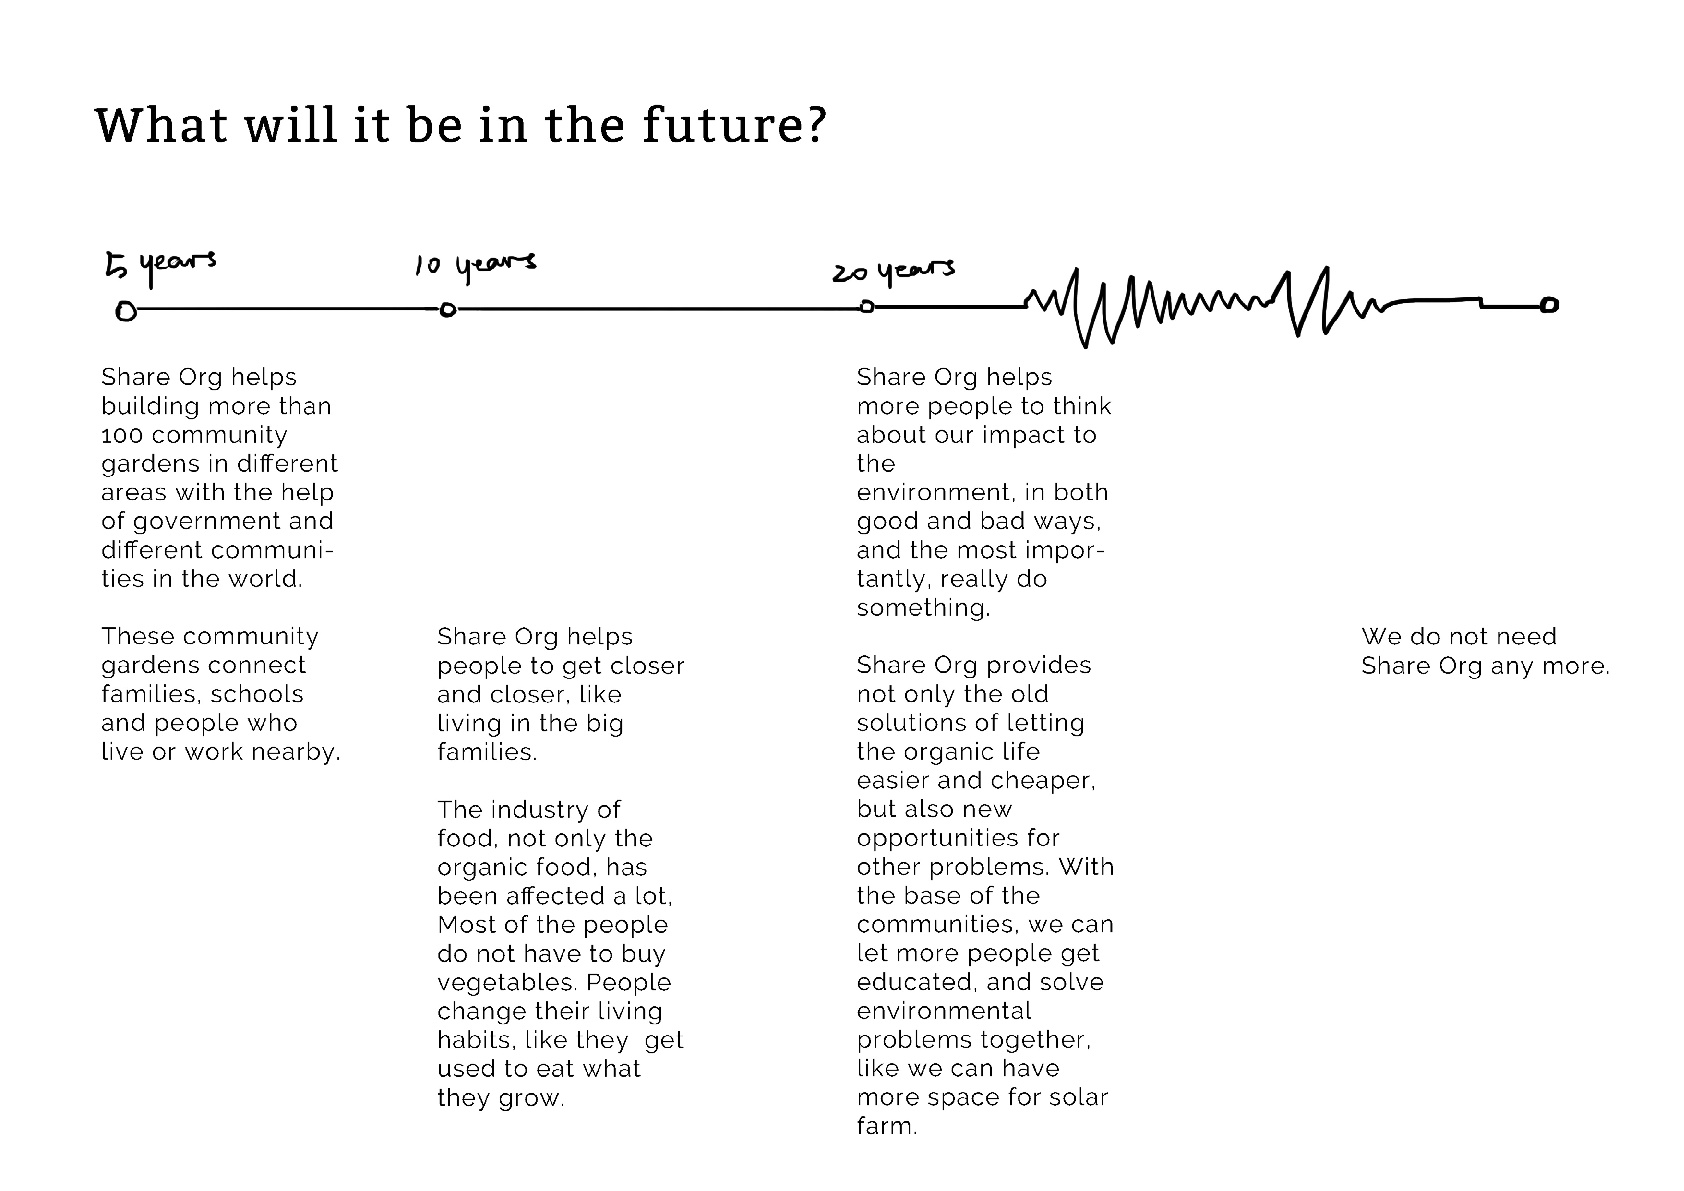 What will it be in the future?
5 years
10 years
20 years
Share Org helps
building more than
100 community
gardens in different
areas with the help
of government and
different communi-
ties in the world.
These community
gardens connect
families, schools
and people who
live or work nearby.
Share Org helps
people to get closer
and closer, like
living in the big
families.
The industry of
food, not only the
organic food, has
been affected a lot,
Most of the people
do not have to buy
vegetables. People
change their living
habits, like they  get
used to eat what
they grow.
Share Org helps
more people to think
about our impact to
the
environment, in both
good and bad ways,
and the most impor-
tantly, really do
something.
Share Org provides
not only the old
solutions of letting
the organic life
easier and cheaper,
but also new
opportunities for
other problems. With
the base of the
communities, we can
let more people get
educated, and solve
environmental
problems together,
like we can have
more space for solar
farm.
We do not need
Share Org any more.